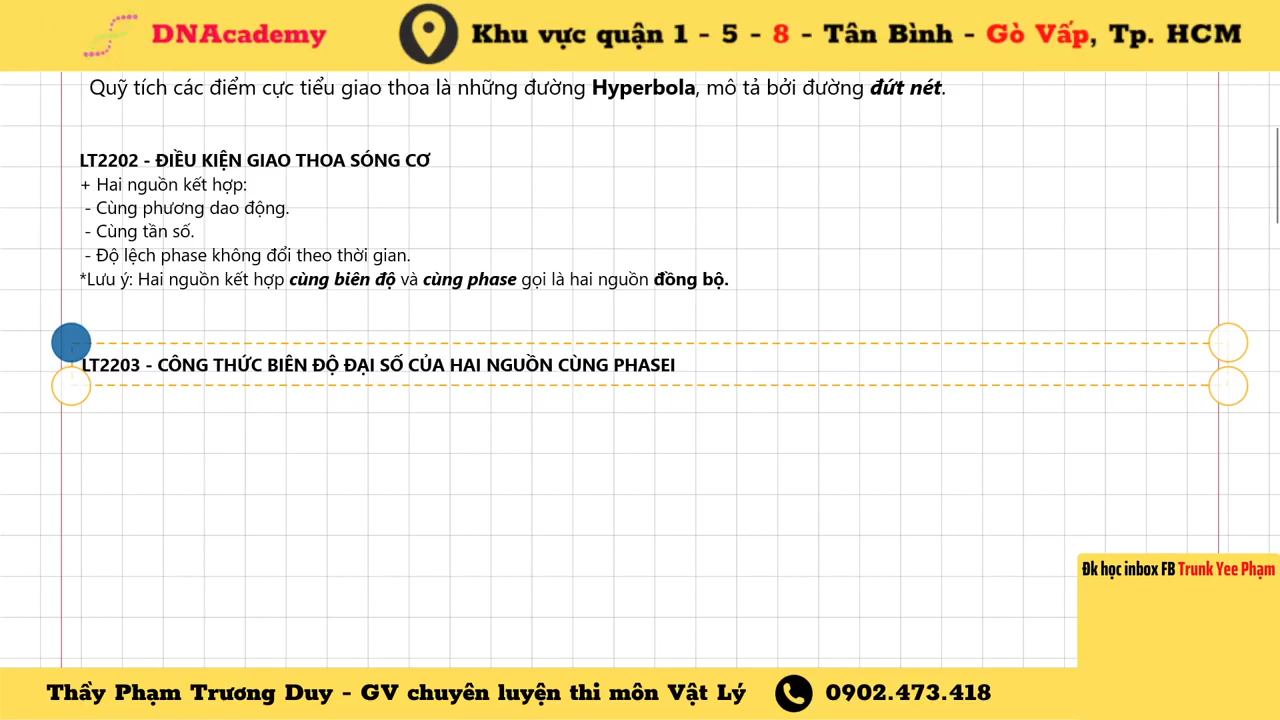 DNAcademy
Khu vực quận 1 - 5 - 8 - Tân Bình - Gò Vấp, Tp. HCM
Quỹ tích các điểm cực tiểu giao thoa là những đường Hyperbola, mô tả bởi đường đứt nét.
LT2202 - ĐIỀU KIỆN GIAO THOA SÓNG CƠ
+ Hai nguồn kết hợp:
- Cùng phương dao động.
- Cùng tần số.
- Độ lệch phase không đổi theo thời gian.
*Lưu ý: Hai nguồn kết hợp cùng biên độ và cùng phase gọi là hai nguồn đồng bộ.
LT2203 - CÔNG THỨC BIÊN ĐỘ ĐẠI SỐ CỦA HAI NGUỒN CÙNG PHASEI
Đk học inbox FB Trunk Yee Phạm
Thầy Phạm Trương Duy - GV chuyên luyện thi môn Vật Lý 0902.473.418